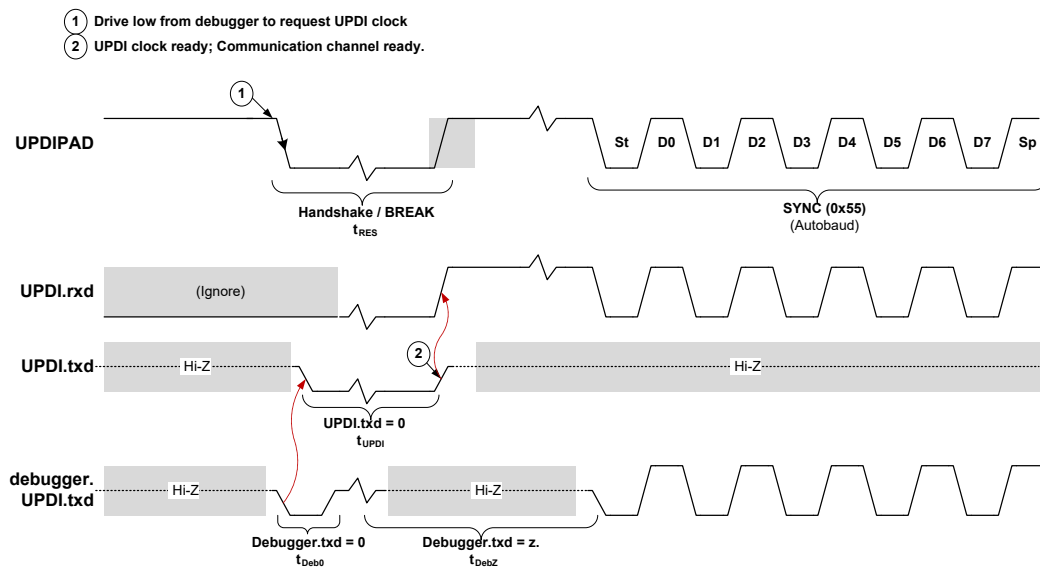 1 Drive low from debugger to request UPDI clock
2 UPDI clock ready; Communication channel ready.
1
UPDIPAD
St D0 D1 D2 D3 D4 D5 D6 D7 Sp
Handshake / BREAK
tRES
SYNC (0x55)
(Autobaud)
UPDI.rxd
(Ignore)
UPDI.txd
Hi-Z
2
Hi-Z
UPDI.txd = 0
tUPDI
debugger.
UPDI.txd
Hi-Z
Hi-Z
Debugger.txd = 0
tDeb0
Debugger.txd = z.
tDebZ